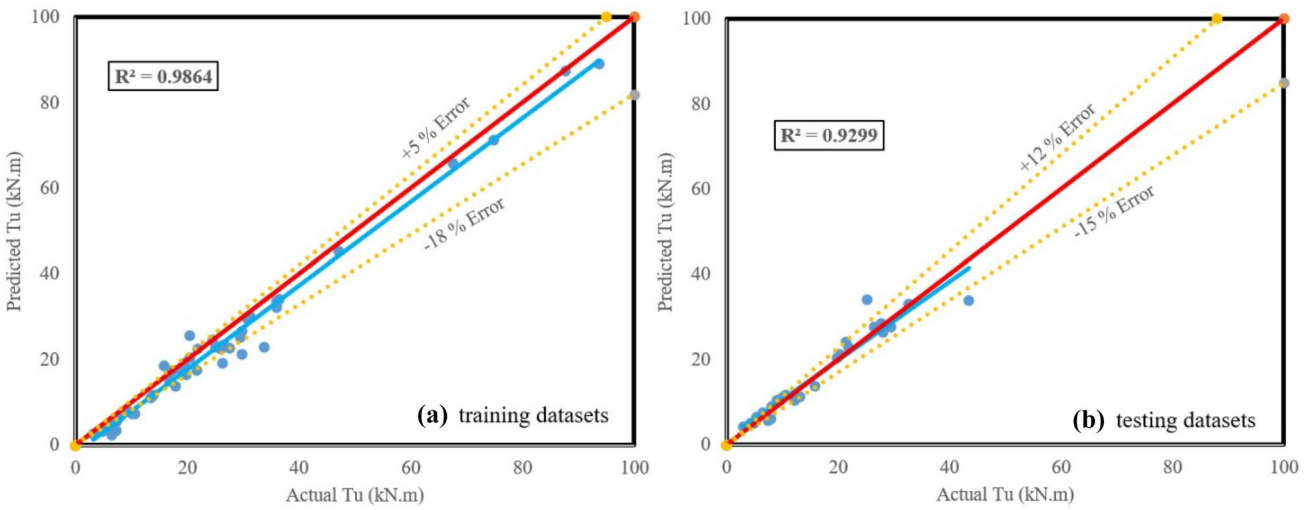 100
80
60
40
20
0
Predicted Tu (kN.m)
R² = 0.9864
+5 % Error
-18 % Error
(a) training datasets
0 20 40 60 80 100
Actual Tu (kN.m)
100
80
60
40
20
0
Predicted Tu (kN.m)
R² = 0.9299
+12 % Error
-15 % Error
(b) testing datasets
0 20 40 60 80 100
Actual Tu (kN.m)